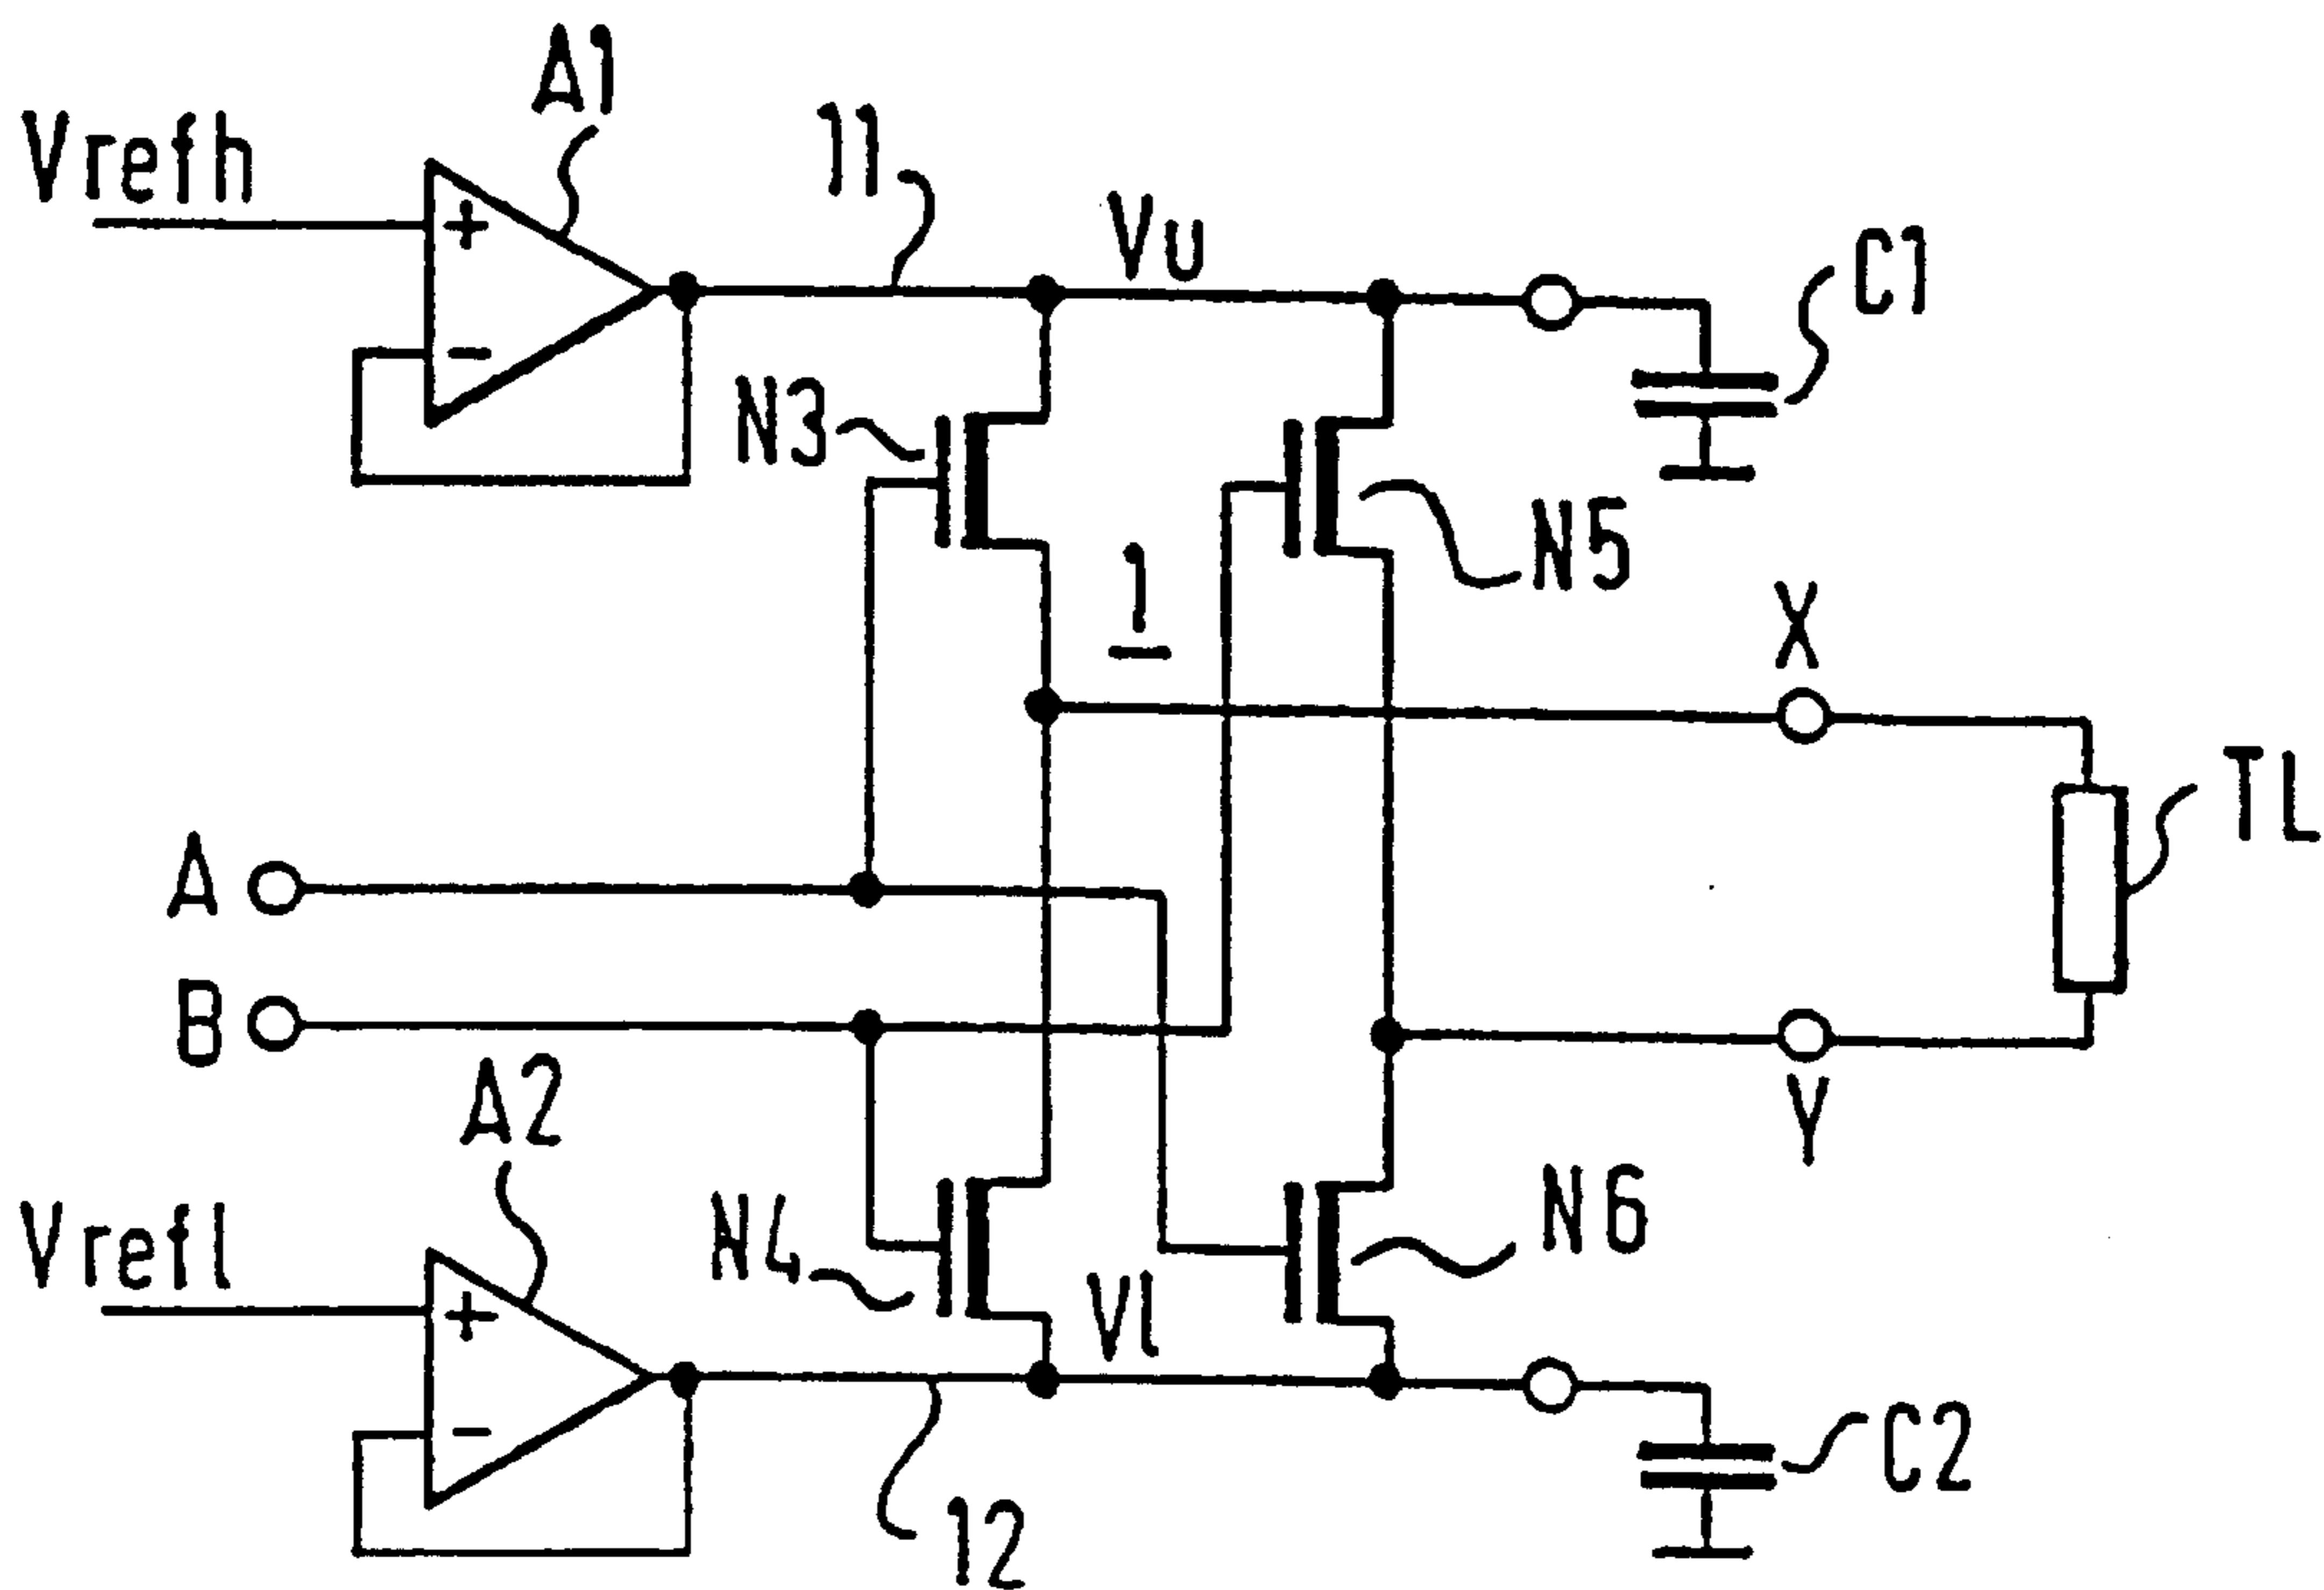 A1
Vrefh
+
-
11
Vu
C1
N3
N5
1
X
TL
A
B
Y
A2
Vrefl
+
-
N4
Vl
N6
12
C2